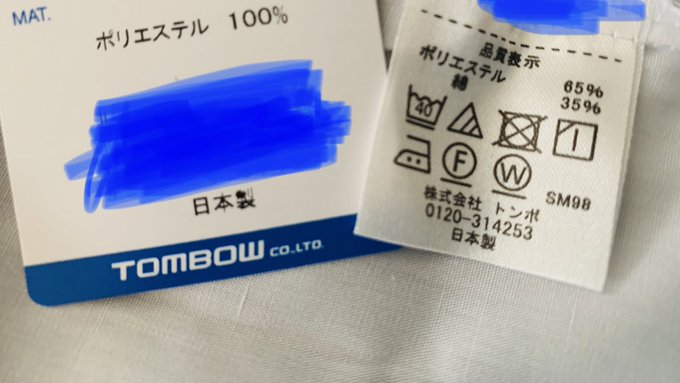 MAT.
ポリエステル 100%
日本製
TOMBOW CO.,LTD.
品質表示
ポリエステル 65%
綿 35%
40
F
W
SM98
株式会社 トンボ
0120-314253
日本製